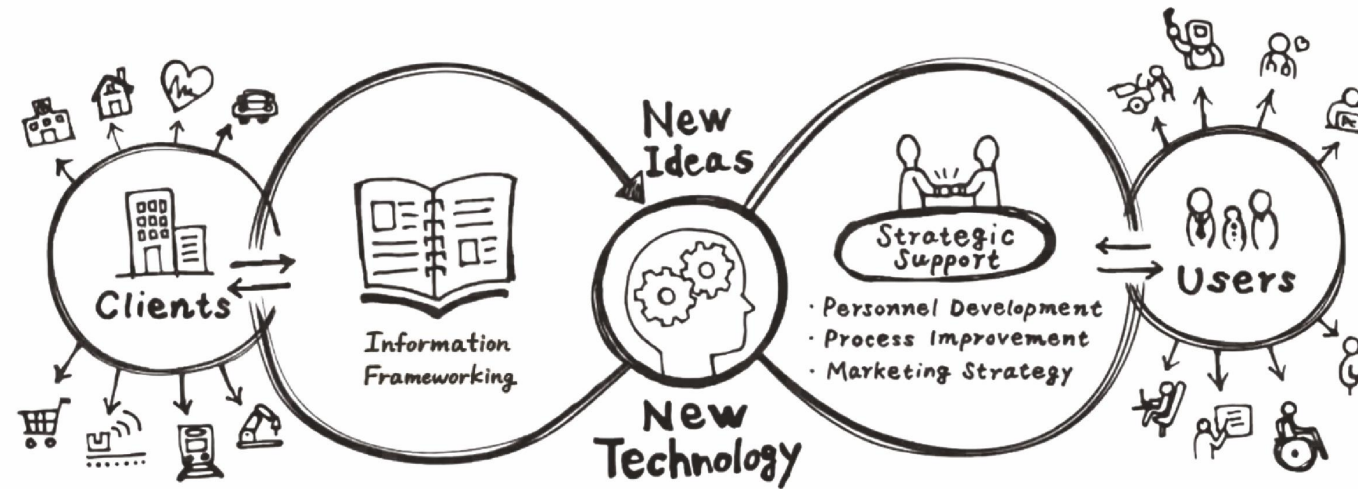 Clients
Information
Frameworking
New
Ideas
New
Technology
Strategic
Support
· Personnel Development
· Process Improvement
· Marketing Strategy
Users